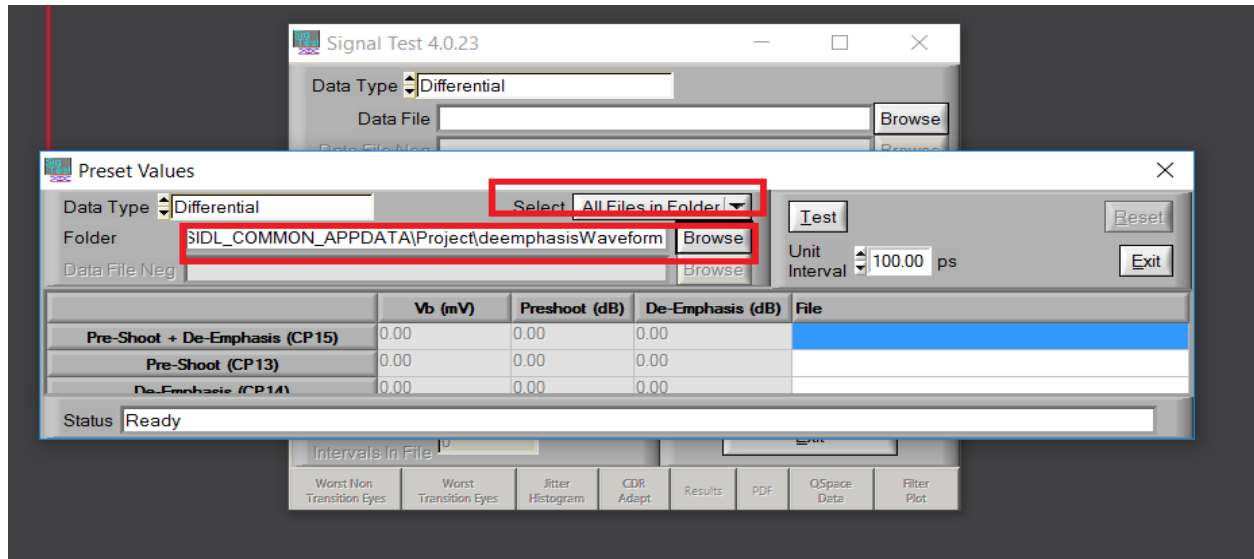 Signal Test 4.0.23
Data Type Differential
Data File Browse
Data File Neg Browse
Preset Values
Data Type Differential Select All Files in Folder
Folder SIDL_COMMON_APPDATA\Project\deemphasisWaveform Browse
Data File Neg Browse
Test Reset
Unit Interval 100.00 ps Exit
Vb (mV) Preshoot (dB) De-Emphasis (dB) File
Pre-Shoot + De-Emphasis (CP15) 0.00 0.00 0.00
Pre-Shoot (CP13) 0.00 0.00 0.00
De-Emphasis (CP14) 0.00 0.00 0.00
Status Ready
Intervals In File 0 Exit
Worst Non Transition Eyes Worst Transition Eyes Jitter Histogram CDR Adapt Results PDF QSpace Data Filter Plot